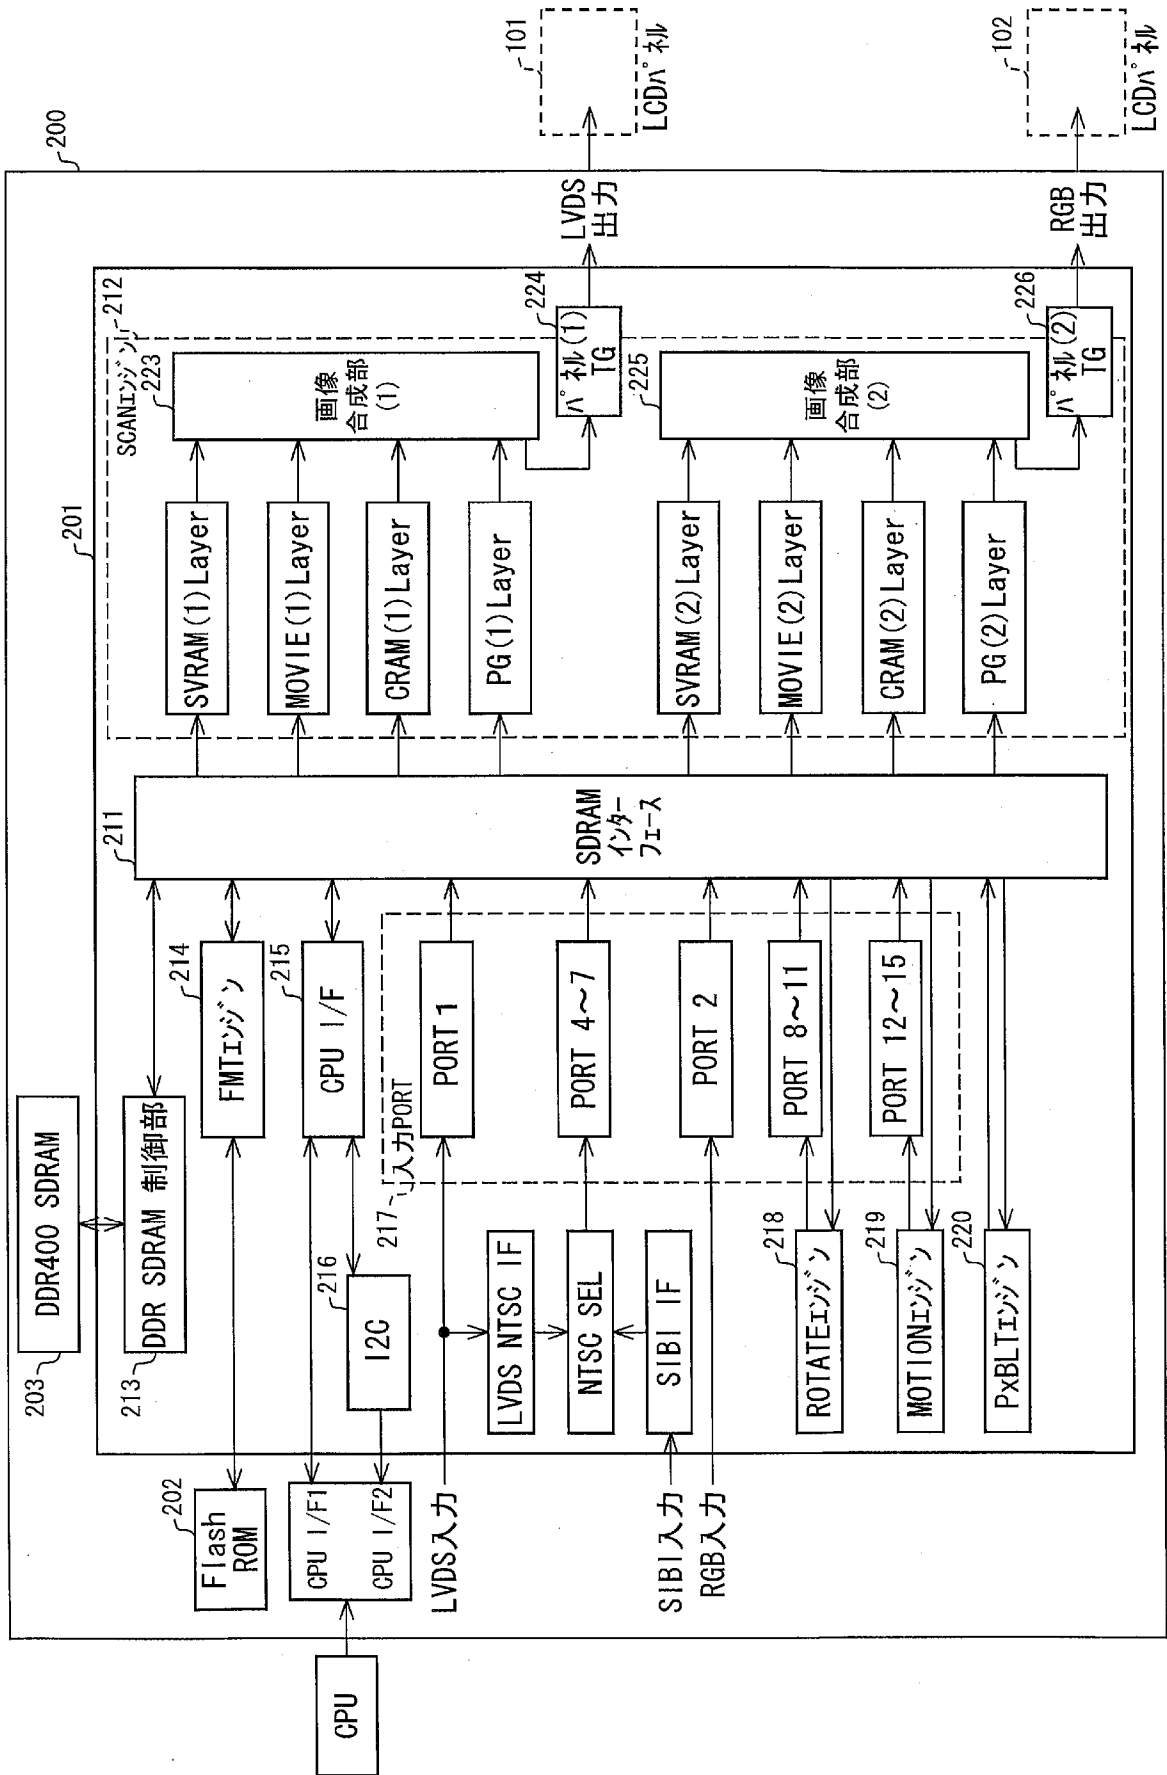 200
203
DDR400 SDRAM
201
213
DDR SDRAM 制御部
211
SDRAM
インター
フェース
SCANエンジン
212
202
Flash
ROM
214
FMTエンジン
CPU
CPU I/F1
CPU I/F2
215
CPU I/F
216
I2C
217
入力PORT
LVDS入力
PORT 1
LVDS NTSC IF
NTSC SEL
SIBI IF
PORT 4～7
SIBI入力
RGB入力
PORT 2
218
ROTATEエンジン
PORT 8～11
219
MOTIONエンジン
PORT 12～15
220
PxBLTエンジン
SVRAM(1)Layer
MOVIE(1)Layer
CRAM(1)Layer
PG(1)Layer
223
画像
合成部
(1)
224
パネル(1)
TG
LVDS
出力
101
LCDパネル
SVRAM(2)Layer
MOVIE(2)Layer
CRAM(2)Layer
PG(2)Layer
225
画像
合成部
(2)
226
パネル(2)
TG
RGB
出力
102
LCDパネル